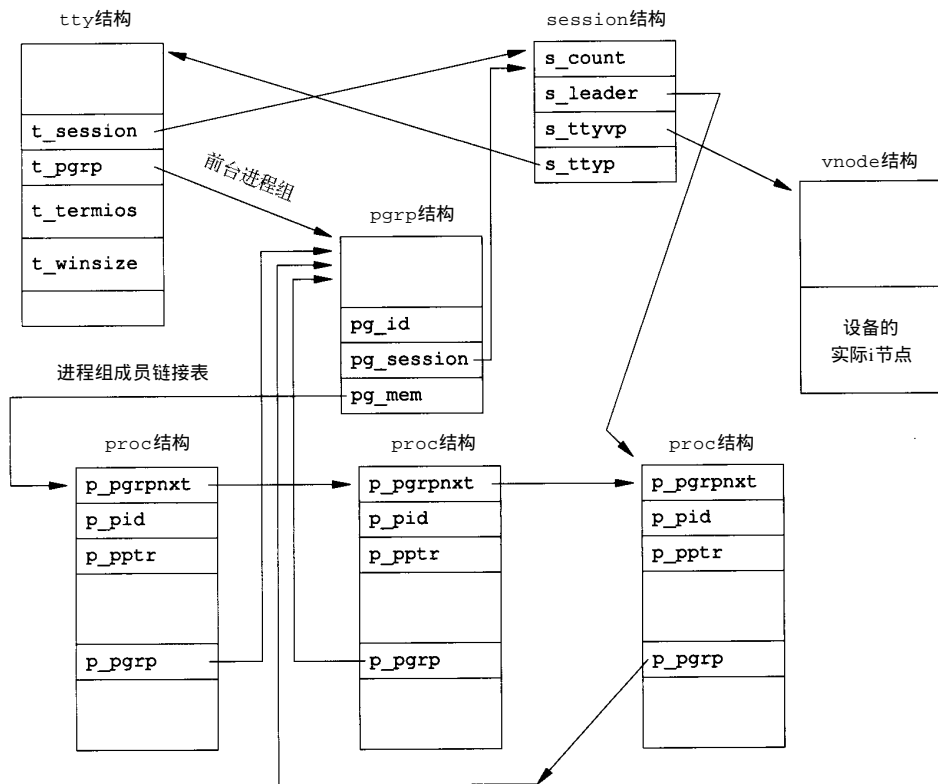 tty结构
t_session
t_pgrp
t_termios
t_winsize
session结构
s_count
s_leader
s_ttyvp
s_ttyp
vnode结构
设备的
实际i节点
前台进程组
pgrp结构
pg_id
pg_session
pg_mem
进程组成员链接表
proc结构
p_pgrpnxt
p_pid
p_pptr
p_pgrp
proc结构
p_pgrpnxt
p_pid
p_pptr
p_pgrp
proc结构
p_pgrpnxt
p_pid
p_pptr
p_pgrp